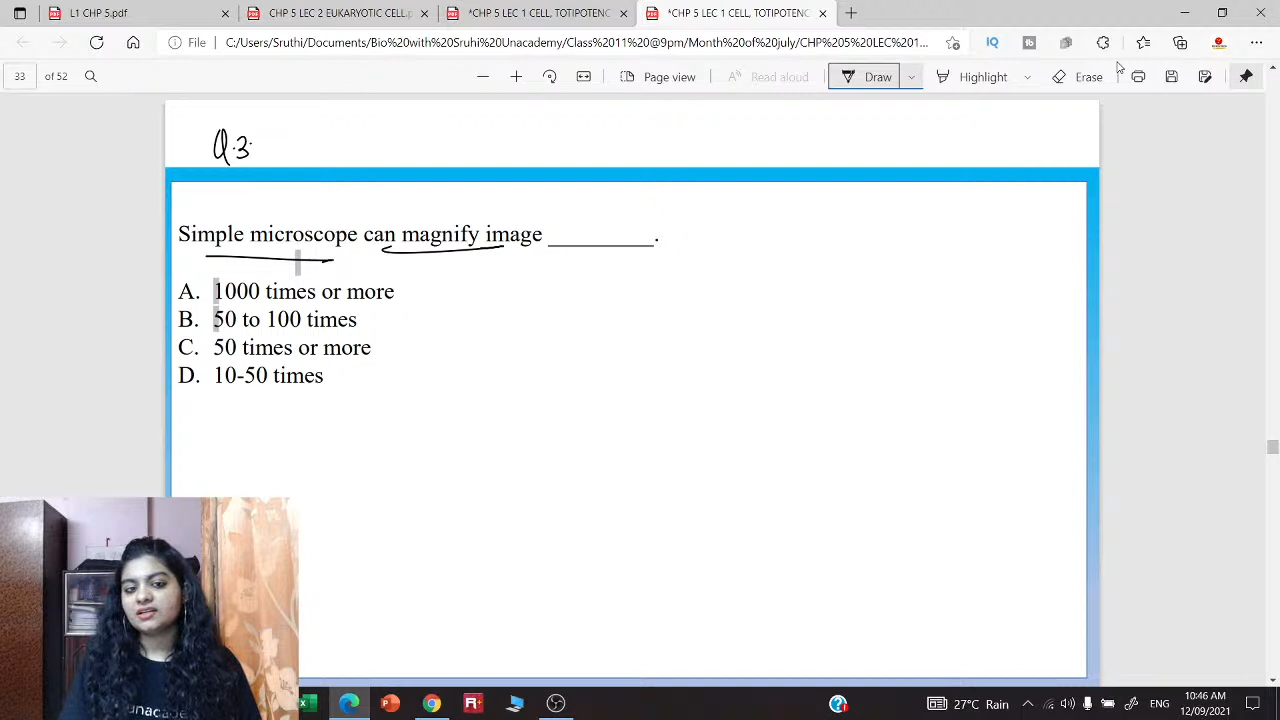 L1 CHP 5.pdf
CHP 5 LEC 2 EUKARYOTIC CELL.p
*CHP 5 LEC 1 CELL, TOTIPOTENC
*CHP 5 LEC 1 CELL, TOTIPOTENC
File
C:/Users/Sruthi/Documents/Bio%20with%20Sruhi%20Unacademy/Class%2011%20@9pm/Month%20of%20july/CHP%205%20LEC%201...
33 of 52
Page view
Read aloud
Draw
Highlight
Erase
Q.3.
Simple microscope can magnify image __________.
A. 1000 times or more
B. 50 to 100 times
C. 50 times or more
D. 10-50 times
unacade
27°C Rain
ENG
10:46 AM
12/09/2021